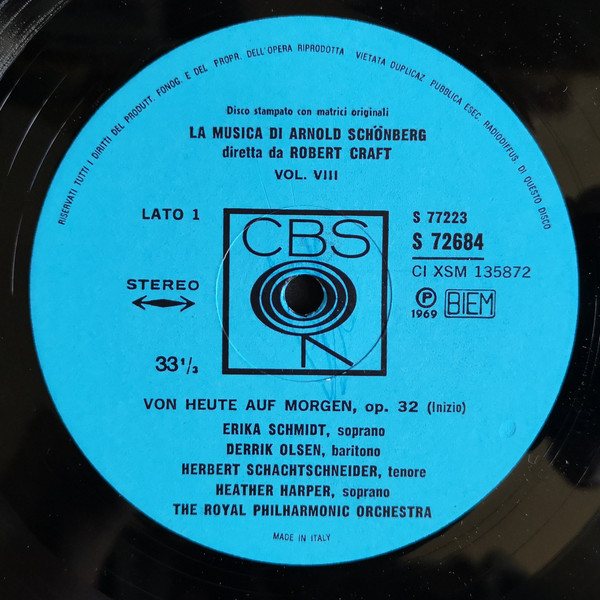 RISERVATI TUTTI I DIRITTI DEL PRODUTT. FONOG. E DEL PROPR. DELL'OPERA RIPRODOTTA VIETATA DUPLICAZ. PUBBLICA ESEC. RADIODIFFUS. DI QUESTO DISCO
Disco stampato con matrici originali
LA MUSICA DI ARNOLD SCHÖNBERG
diretta da ROBERT CRAFT
VOL. VIII
LATO 1
CBS
S 77223
S 72684
CI XSM 135872
STEREO
℗ BIEM
1969
33 1/3
VON HEUTE AUF MORGEN, op. 32 (Inizio)
ERIKA SCHMIDT, soprano
DERRIK OLSEN, baritono
HERBERT SCHACHTSCHNEIDER, tenore
HEATHER HARPER, soprano
THE ROYAL PHILHARMONIC ORCHESTRA
MADE IN ITALY